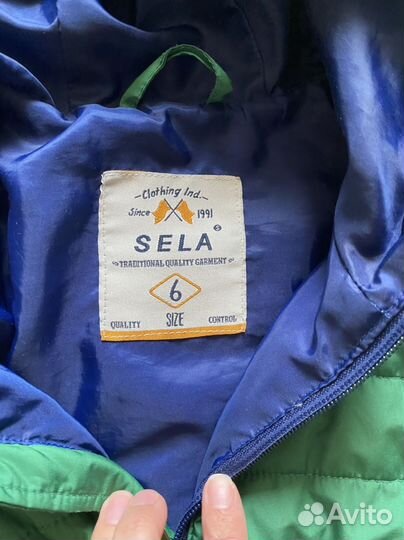 Clothing Ind.
Since 1991
SELA S
TRADITIONAL QUALITY GARMENT
6
QUALITY SIZE CONTROL
Avito